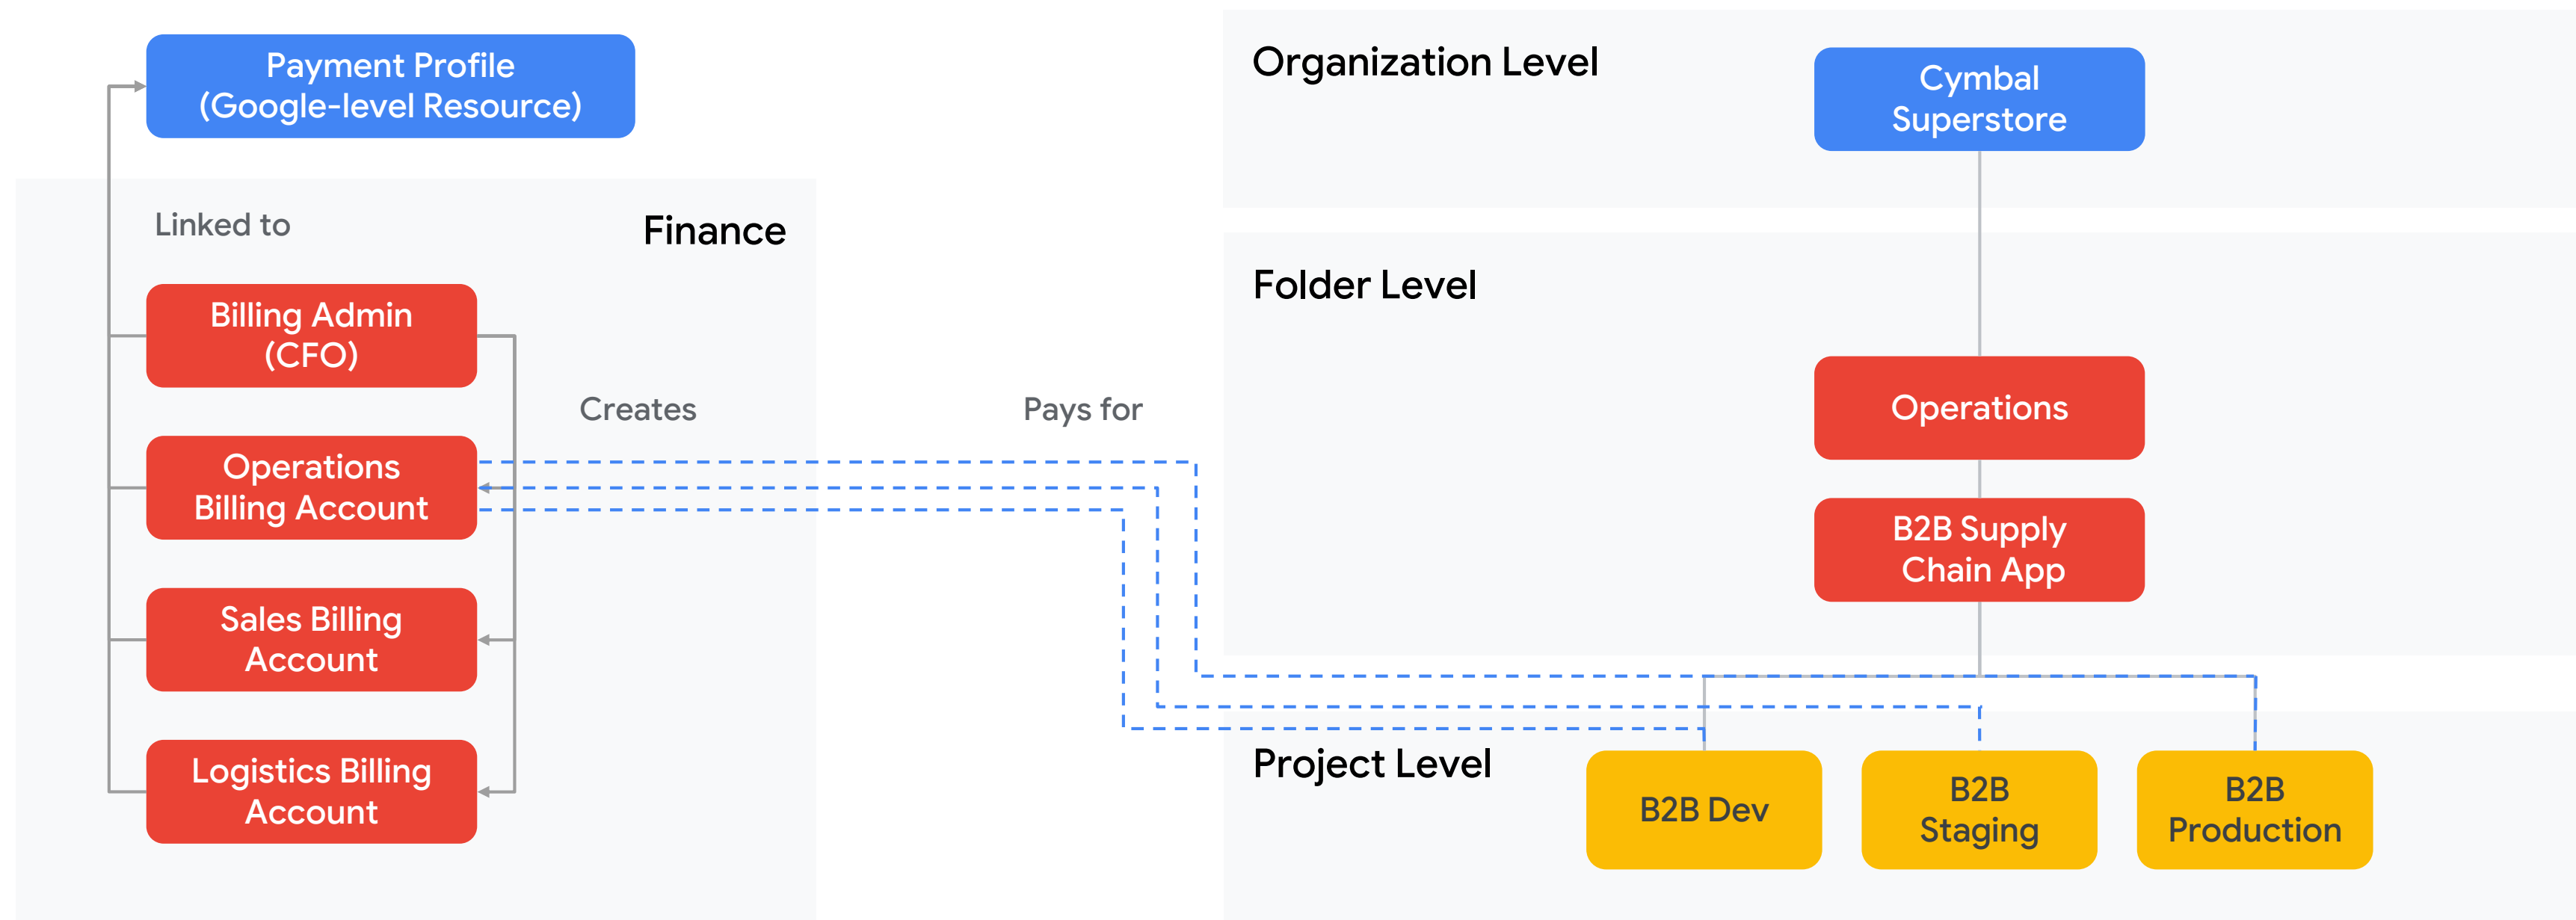 Payment Profile
(Google-level Resource)
Linked to
Finance
Billing Admin
(CFO)
Creates
Pays for
Operations
Billing Account
Sales Billing
Account
Logistics Billing
Account
Organization Level
Cymbal
Superstore
Folder Level
Operations
B2B Supply
Chain App
Project Level
B2B Dev
B2B
Staging
B2B
Production